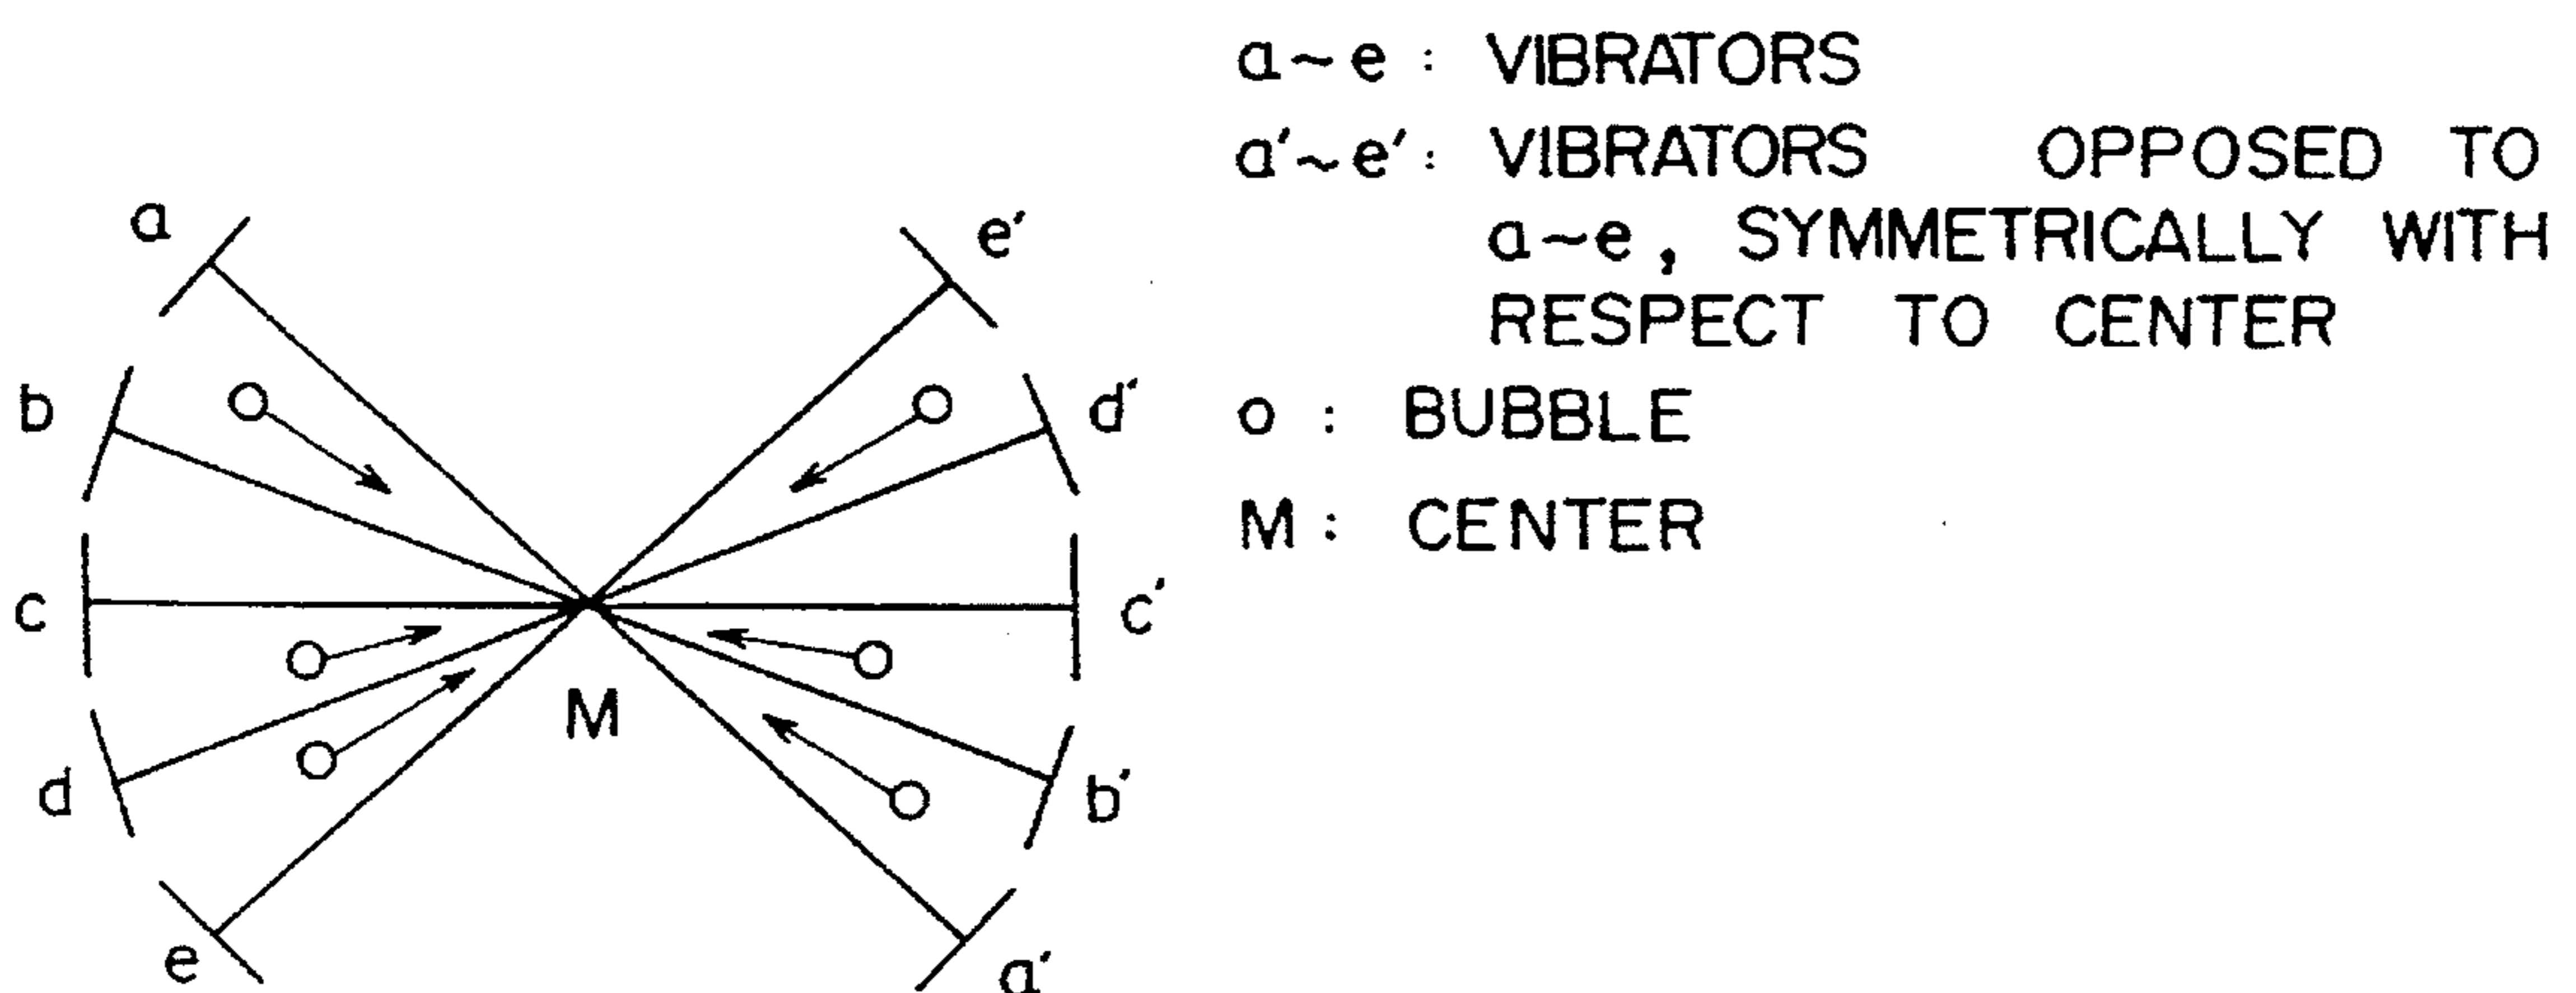 a~e : VIBRATORS
a'~e' : VIBRATORS OPPOSED TO
a~e, SYMMETRICALLY WITH
RESPECT TO CENTER
o : BUBBLE
M : CENTER
a
e'
b
d'
c
c'
M
d
b'
e
a'